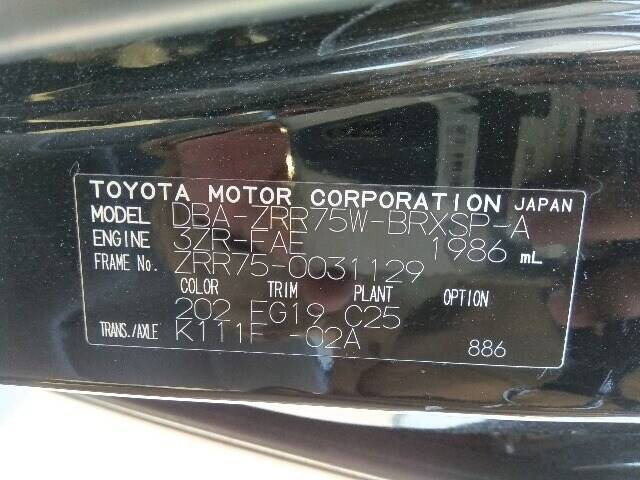 TOYOTA MOTOR CORPORATION JAPAN
MODEL DBA-ZRR75W-BRXSP-A
ENGINE 3ZR-FAE 1986 mL
FRAME No. ZRR75-0031129
COLOR TRIM PLANT OPTION
202 FG19 C25
TRANS./AXLE K111F -02A 886